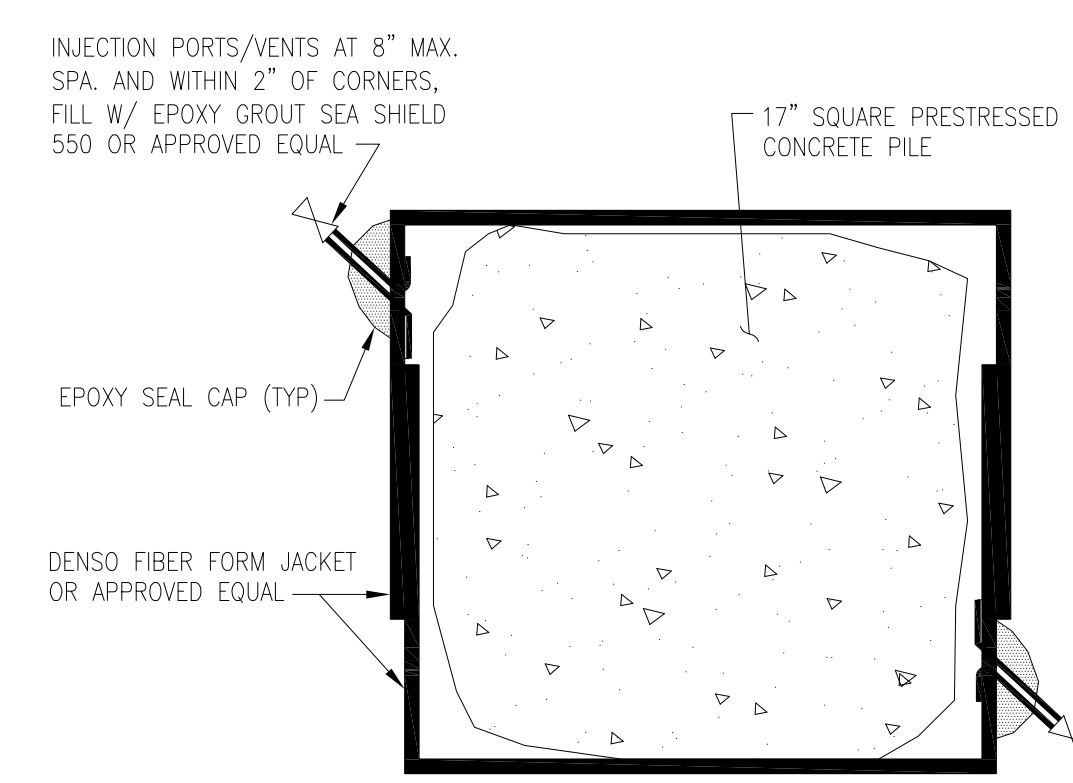 INJECTION PORTS/VENTS AT 8" MAX.
SPA. AND WITHIN 2" OF CORNERS,
FILL W/ EPOXY GROUT SEA SHIELD
550 OR APPROVED EQUAL
17" SQUARE PRESTRESSED
CONCRETE PILE
EPOXY SEAL CAP (TYP)
DENSO FIBER FORM JACKET
OR APPROVED EQUAL